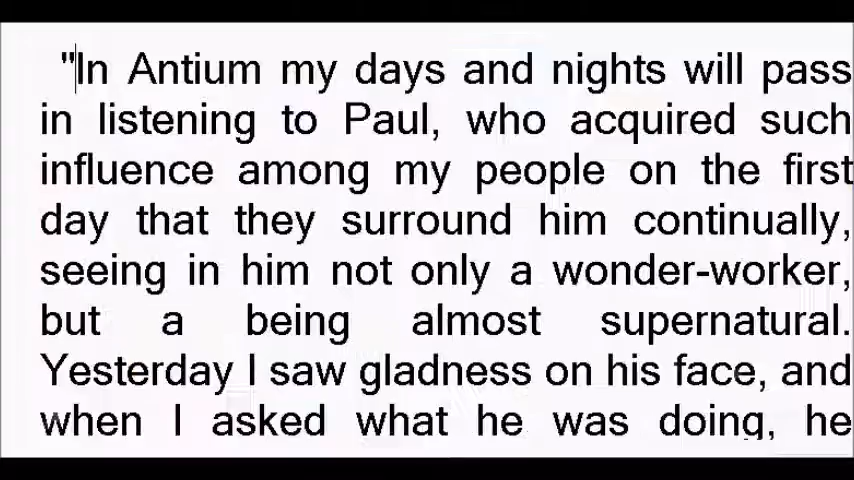 "In Antium my days and nights will pass
in listening to Paul, who acquired such
influence among my people on the first
day that they surround him continually,
seeing in him not only a wonder-worker,
but a being almost supernatural.
Yesterday I saw gladness on his face, and
when I asked what he was doing, he